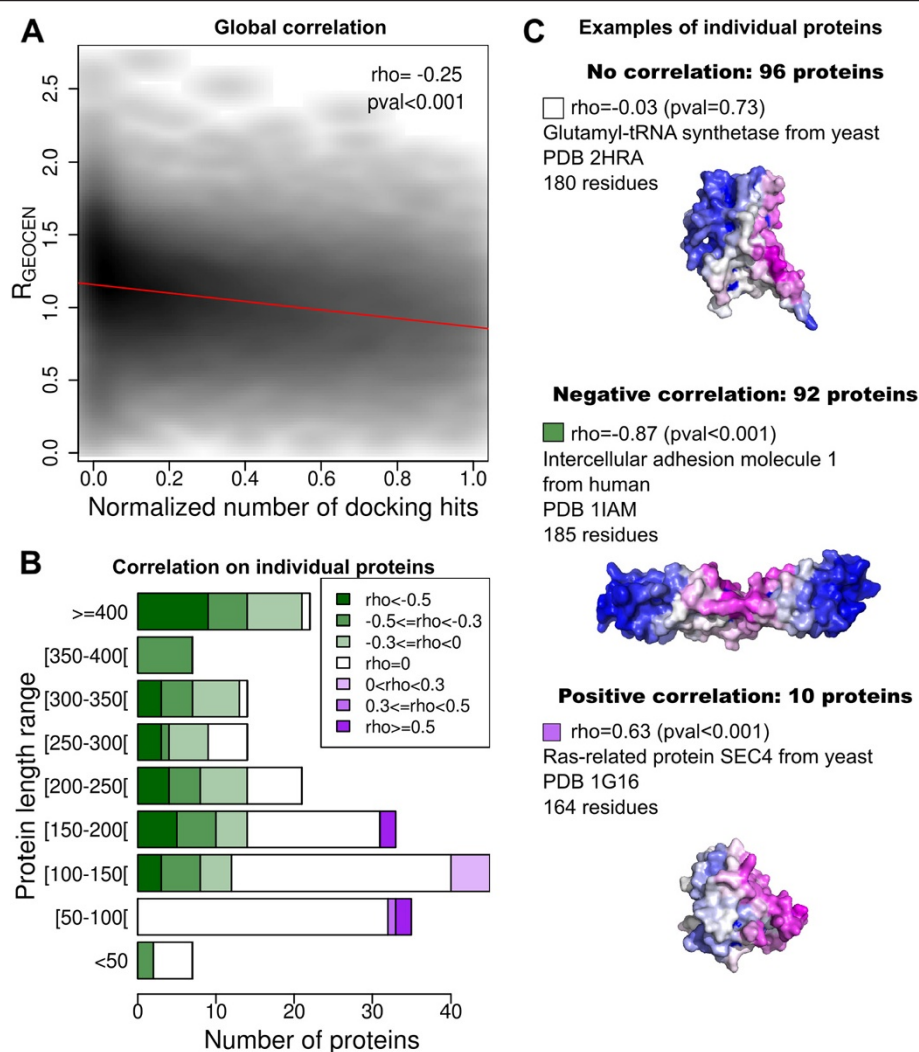 A
Global correlation
rho= -0.25
pval<0.001
RGEOCEN
2.5
2.0
1.5
1.0
0.5
0.0
0.0 0.2 0.4 0.6 0.8 1.0
Normalized number of docking hits
B
Correlation on individual proteins
Protein length range
>=400
[350-400[
[300-350[
[250-300[
[200-250[
[150-200[
[100-150[
[50-100[
<50
rho<-0.5
-0.5<=rho<-0.3
-0.3<=rho<0
rho=0
0<rho<0.3
0.3<=rho<0.5
rho>=0.5
0 10 20 30 40
Number of proteins
C
Examples of individual proteins
No correlation: 96 proteins
rho=-0.03 (pval=0.73)
Glutamyl-tRNA synthetase from yeast
PDB 2HRA
180 residues
Negative correlation: 92 proteins
rho=-0.87 (pval<0.001)
Intercellular adhesion molecule 1
from human
PDB 1IAM
185 residues
Positive correlation: 10 proteins
rho=0.63 (pval<0.001)
Ras-related protein SEC4 from yeast
PDB 1G16
164 residues